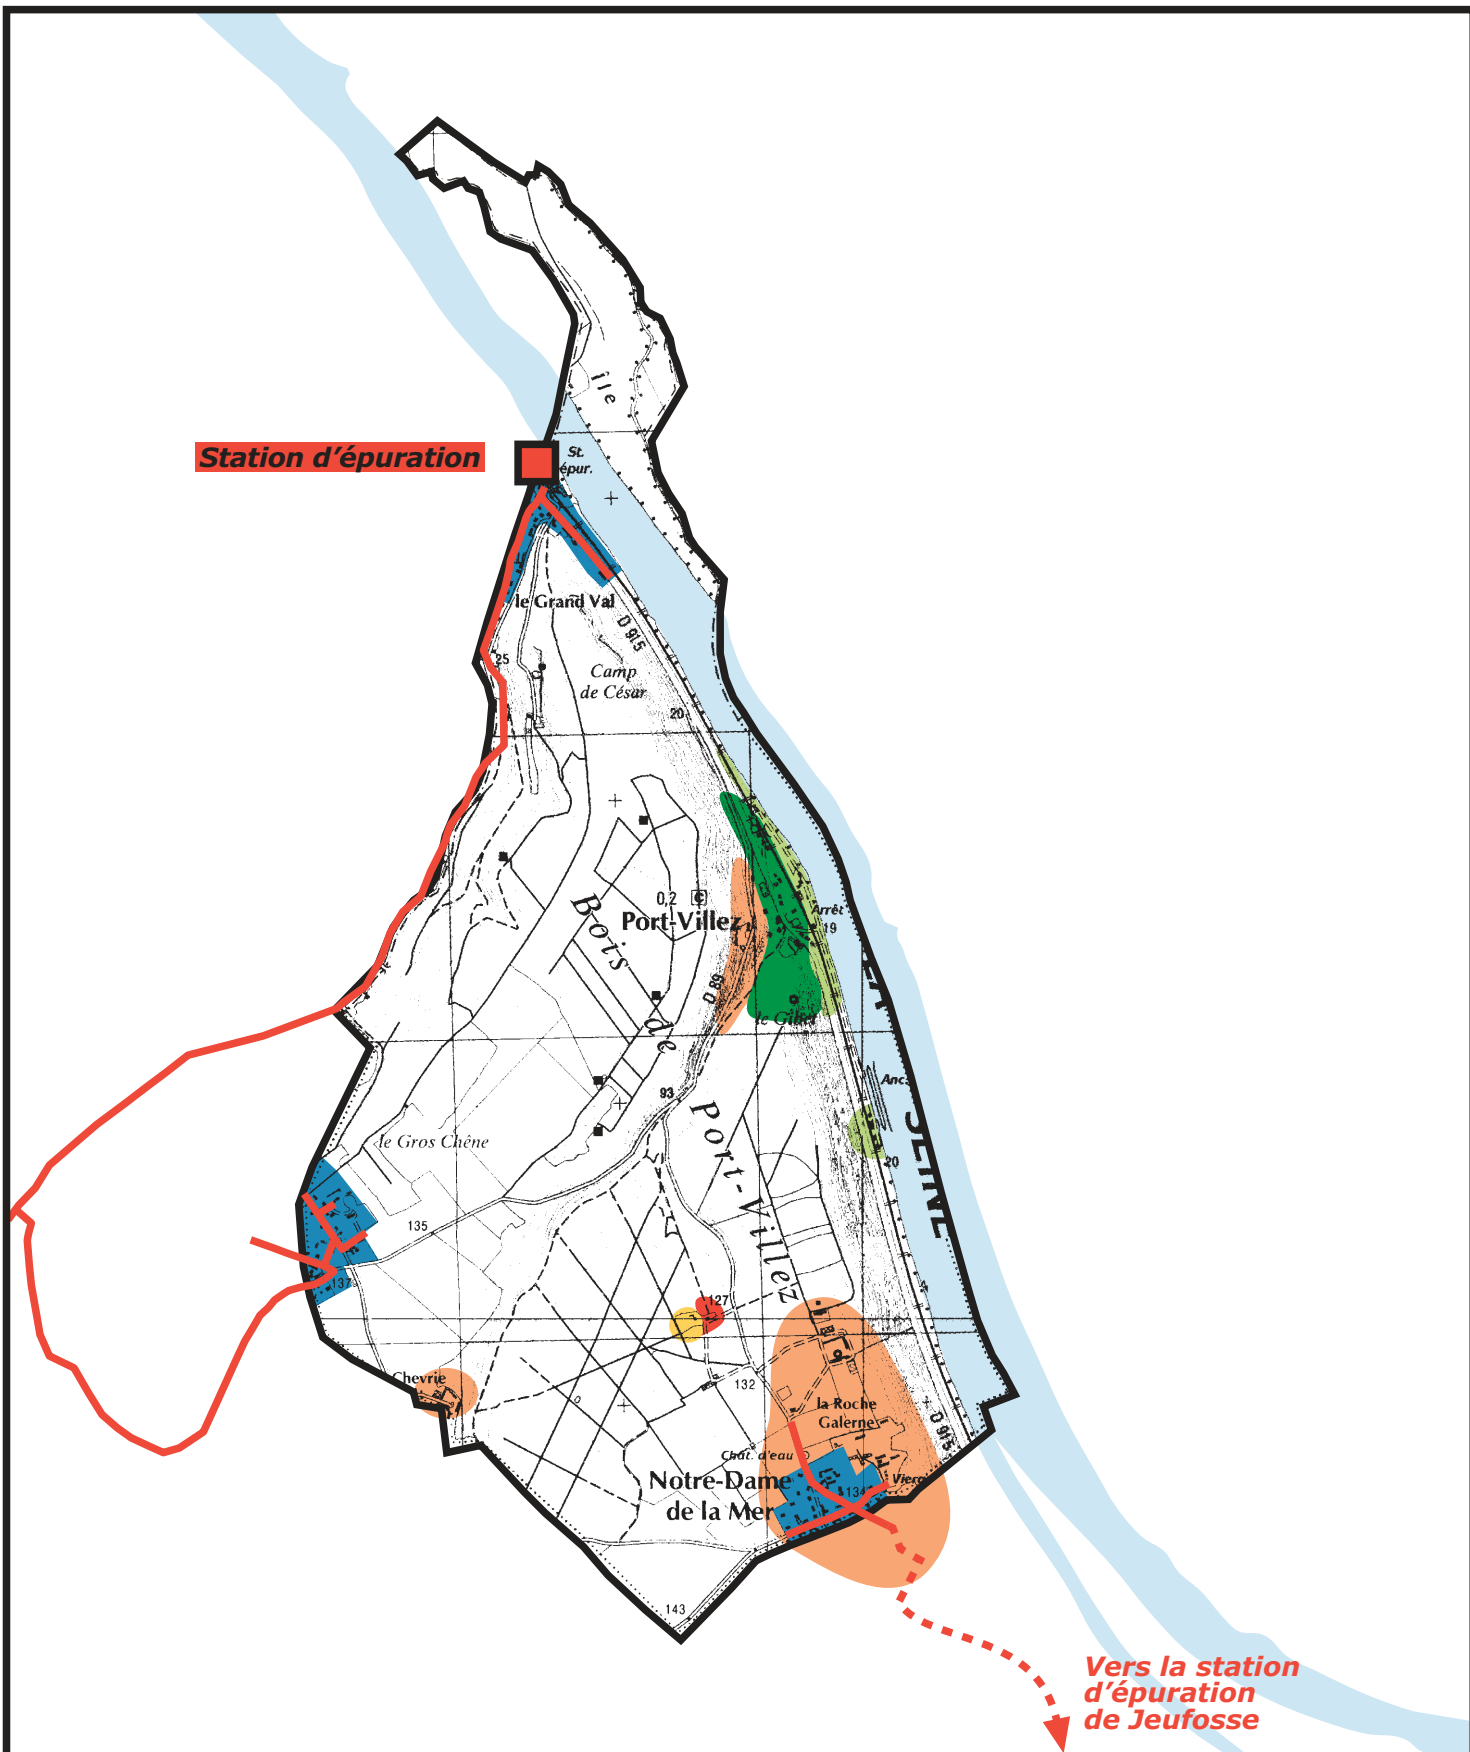 île
Station d'épuration
St.
épur.
le Grand Val
D 915
25
Camp
de César
20
0,2
C
Port-Villez
Bois de Port-Villez
Arrêt
19
D 89
le Gibet
LA SEINE
Anc.
93
le Gros Chêne
20
135
137
127
Chevrie
132
la Roche
Galerne
D 915
Chât. d'eau
Notre-Dame
de la Mer
134
Vierg
143
Vers la station
d'épuration
de Jeufosse